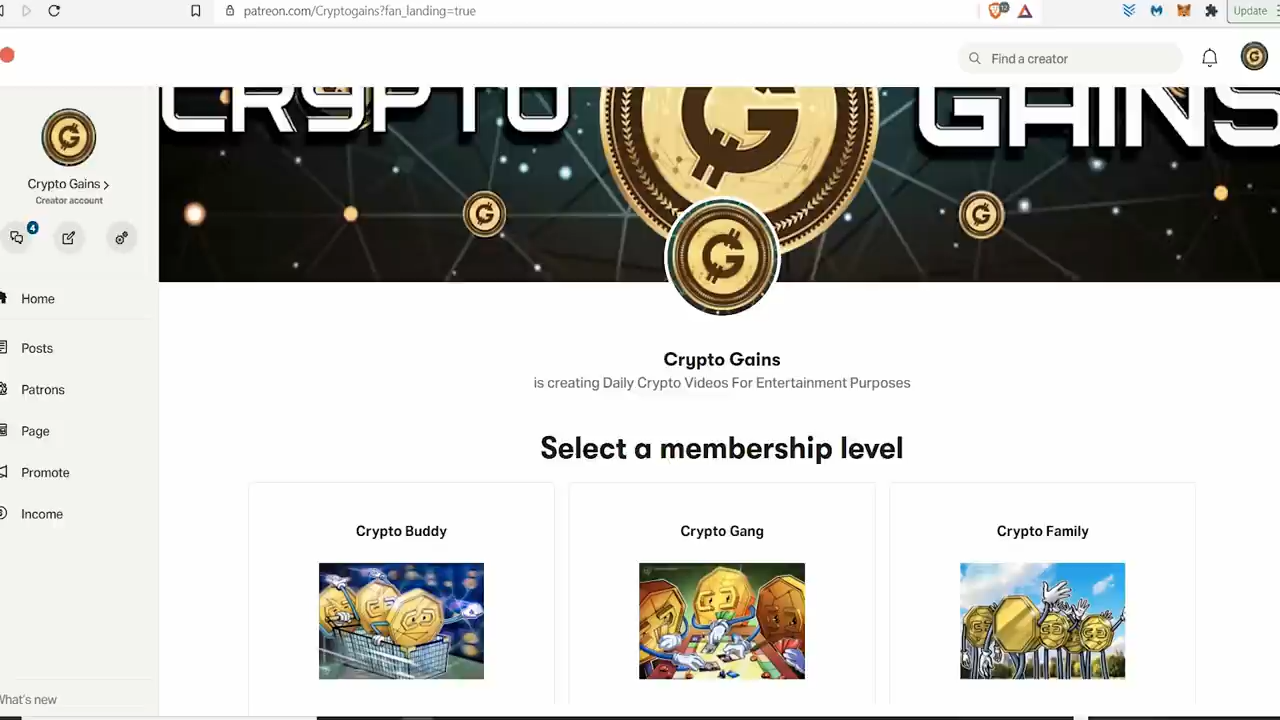 patreon.com/Cryptogains?fan_landing=true
12
Update
Find a creator
CRYPTO GAINS
Crypto Gains
Creator account
4
Home
Posts
Patrons
Page
Promote
Income
What's new
Crypto Gains
is creating Daily Crypto Videos For Entertainment Purposes
Select a membership level
Crypto Buddy
Crypto Gang
Crypto Family